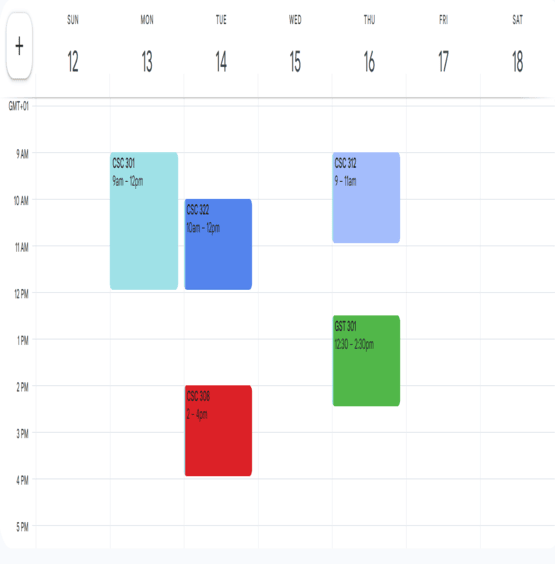 +
SUN MON TUE WED THU FRI SAT
12 13 14 15 16 17 18
GMT+01
9 AM
CSC 301
9am – 12pm
CSC 312
9 – 11am
10 AM
CSC 322
10am – 12pm
11 AM
12 PM
GST 301
12:30 – 2:30pm
1 PM
2 PM
CSC 308
2 – 4pm
3 PM
4 PM
5 PM